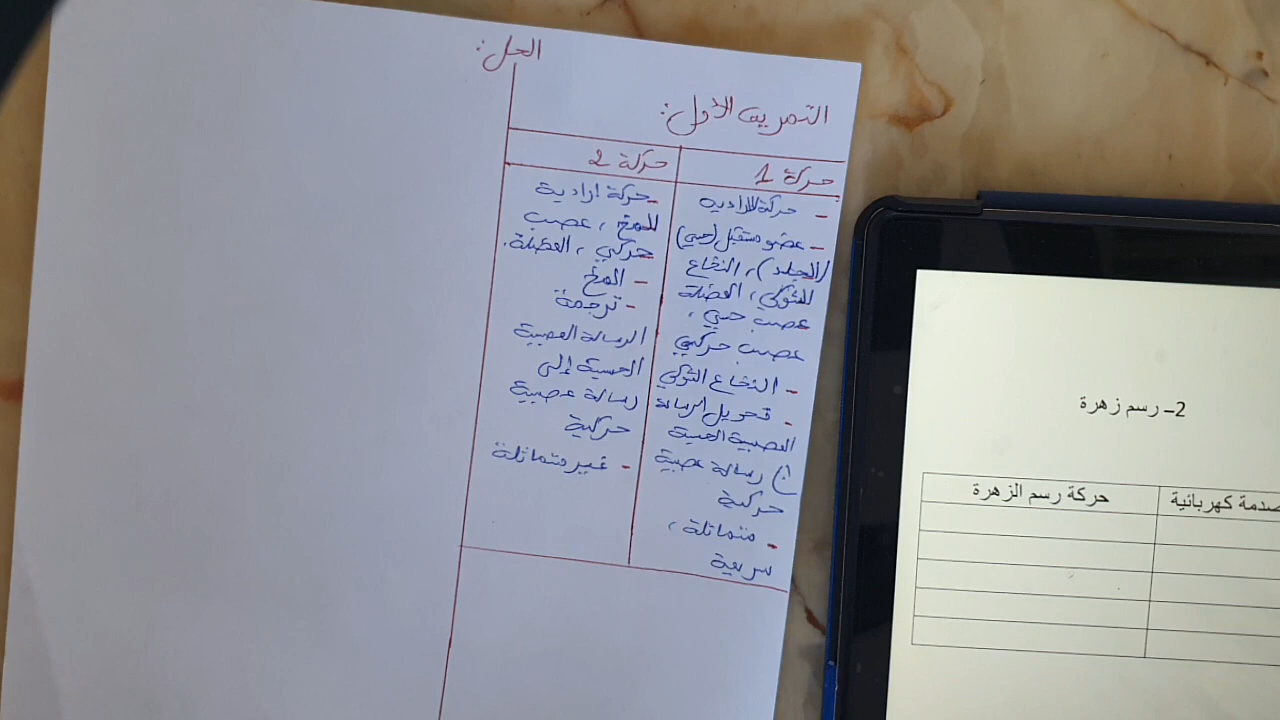 الحل:
التمرين الأول:
حركة 1
- حركة لاإرادية
- عضو مستقبل (حسي)
(الجلد)، النخاع
الشوكي، العضلة
عصب حسي،
عصب حركي
- النخاع الشوكي
- تحويل الرسالة
العصبية الحسية
إلى رسالة عصبية
حركية
- متماثلة،
سريعة
حركة 2
- حركة إرادية
المخ، عصب
حركي، العضلة.
- المخ
- ترجمة
الرسالة العصبية
الحسية إلى
رسالة عصبية
حركية
- غير متماثلة
2- رسم زهرة
صدمة كهربائية
حركة رسم الزهرة